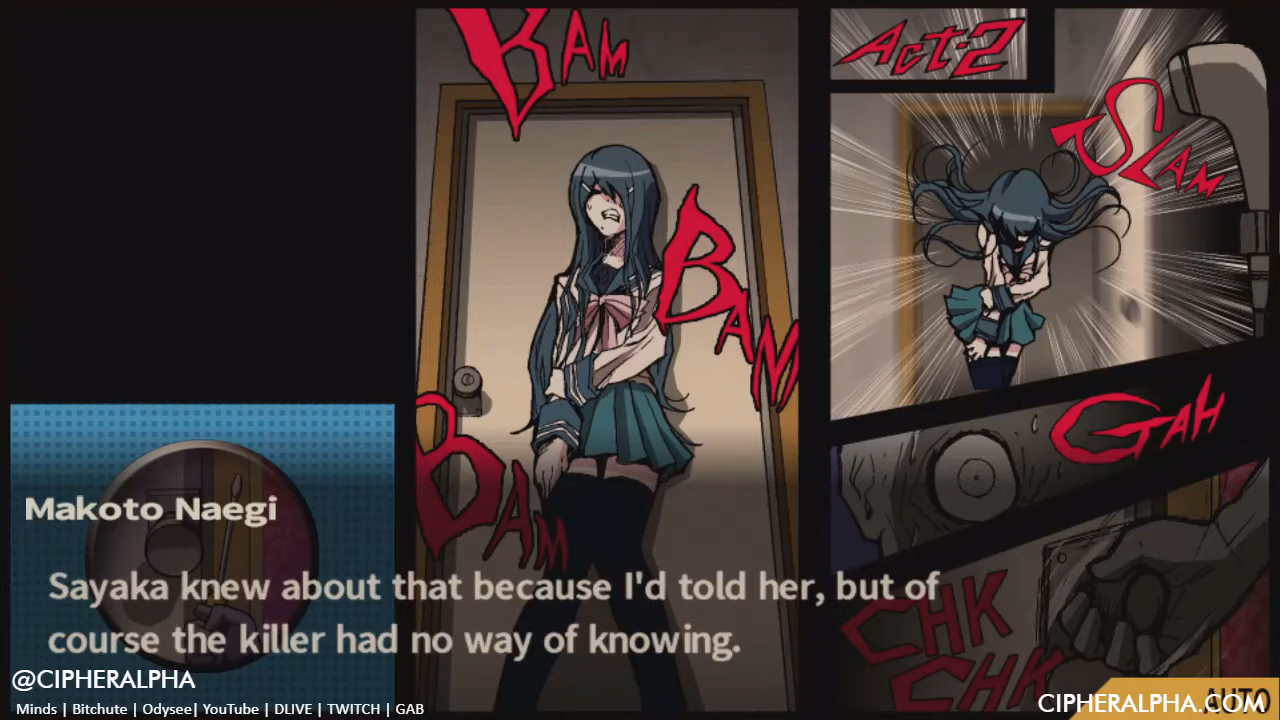 BAM
BAM
BAM
Act.2
SLAM
GAH
CHK
CHK
Makoto Naegi
Sayaka knew about that because I'd told her, but of
course the killer had no way of knowing.
@CIPHERALPHA
Minds | Bitchute | Odysee| YouTube | DLIVE | TWITCH | GAB
AUTO
CIPHERALPHA.COM